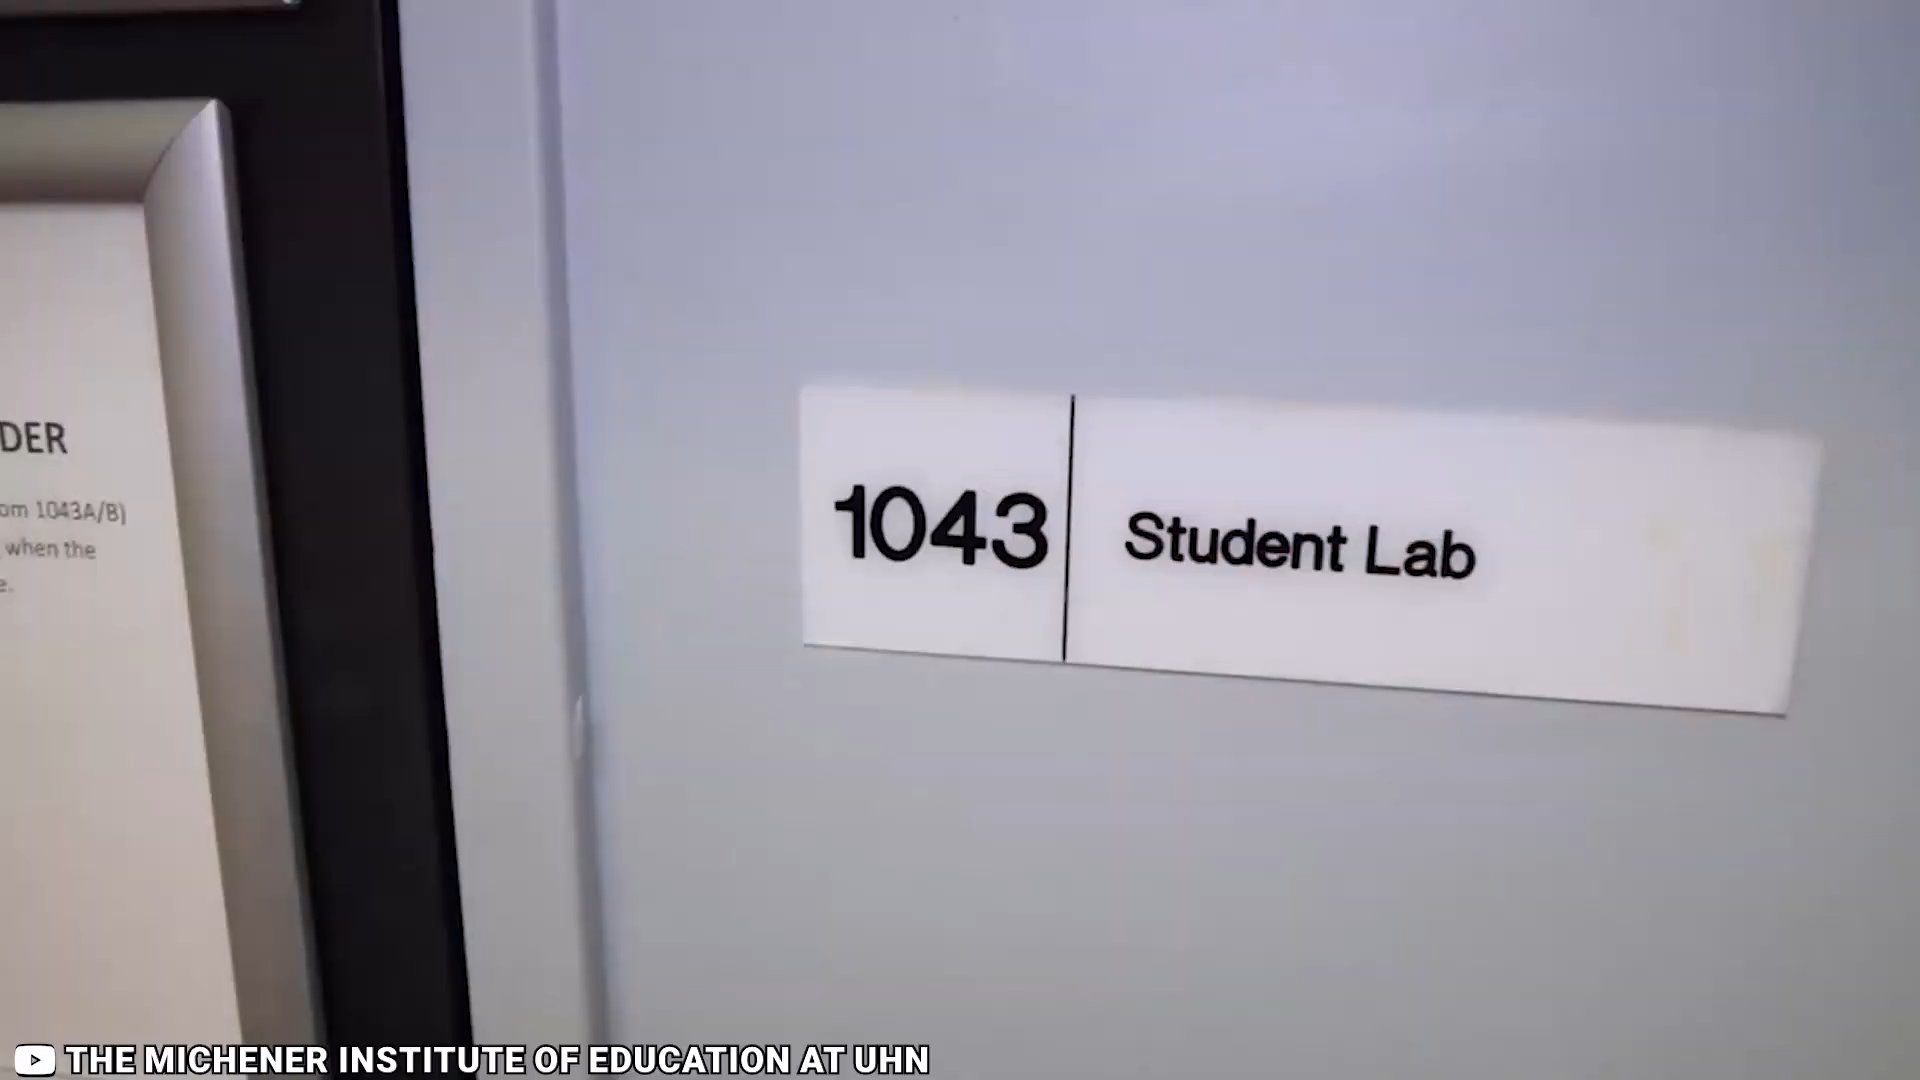 DER
om 1043A/B)
when the
e.
1043 Student Lab
THE MICHENER INSTITUTE OF EDUCATION AT UHN